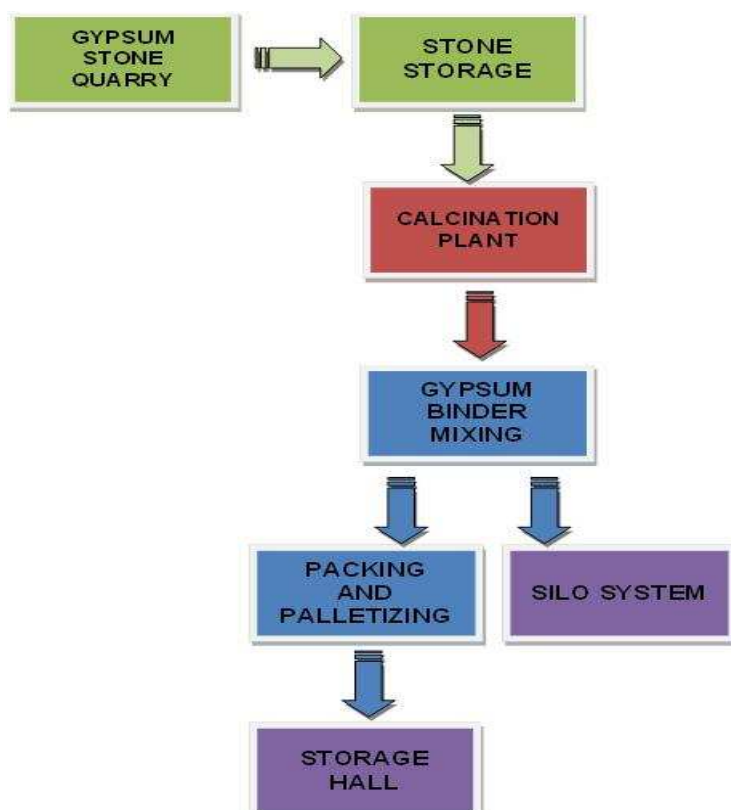 GYPSUM
STONE
QUARRY
STONE
STORAGE
CALCINATION
PLANT
GYPSUM
BINDER
MIXING
PACKING
AND
PALLETIZING
SILO SYSTEM
STORAGE
HALL